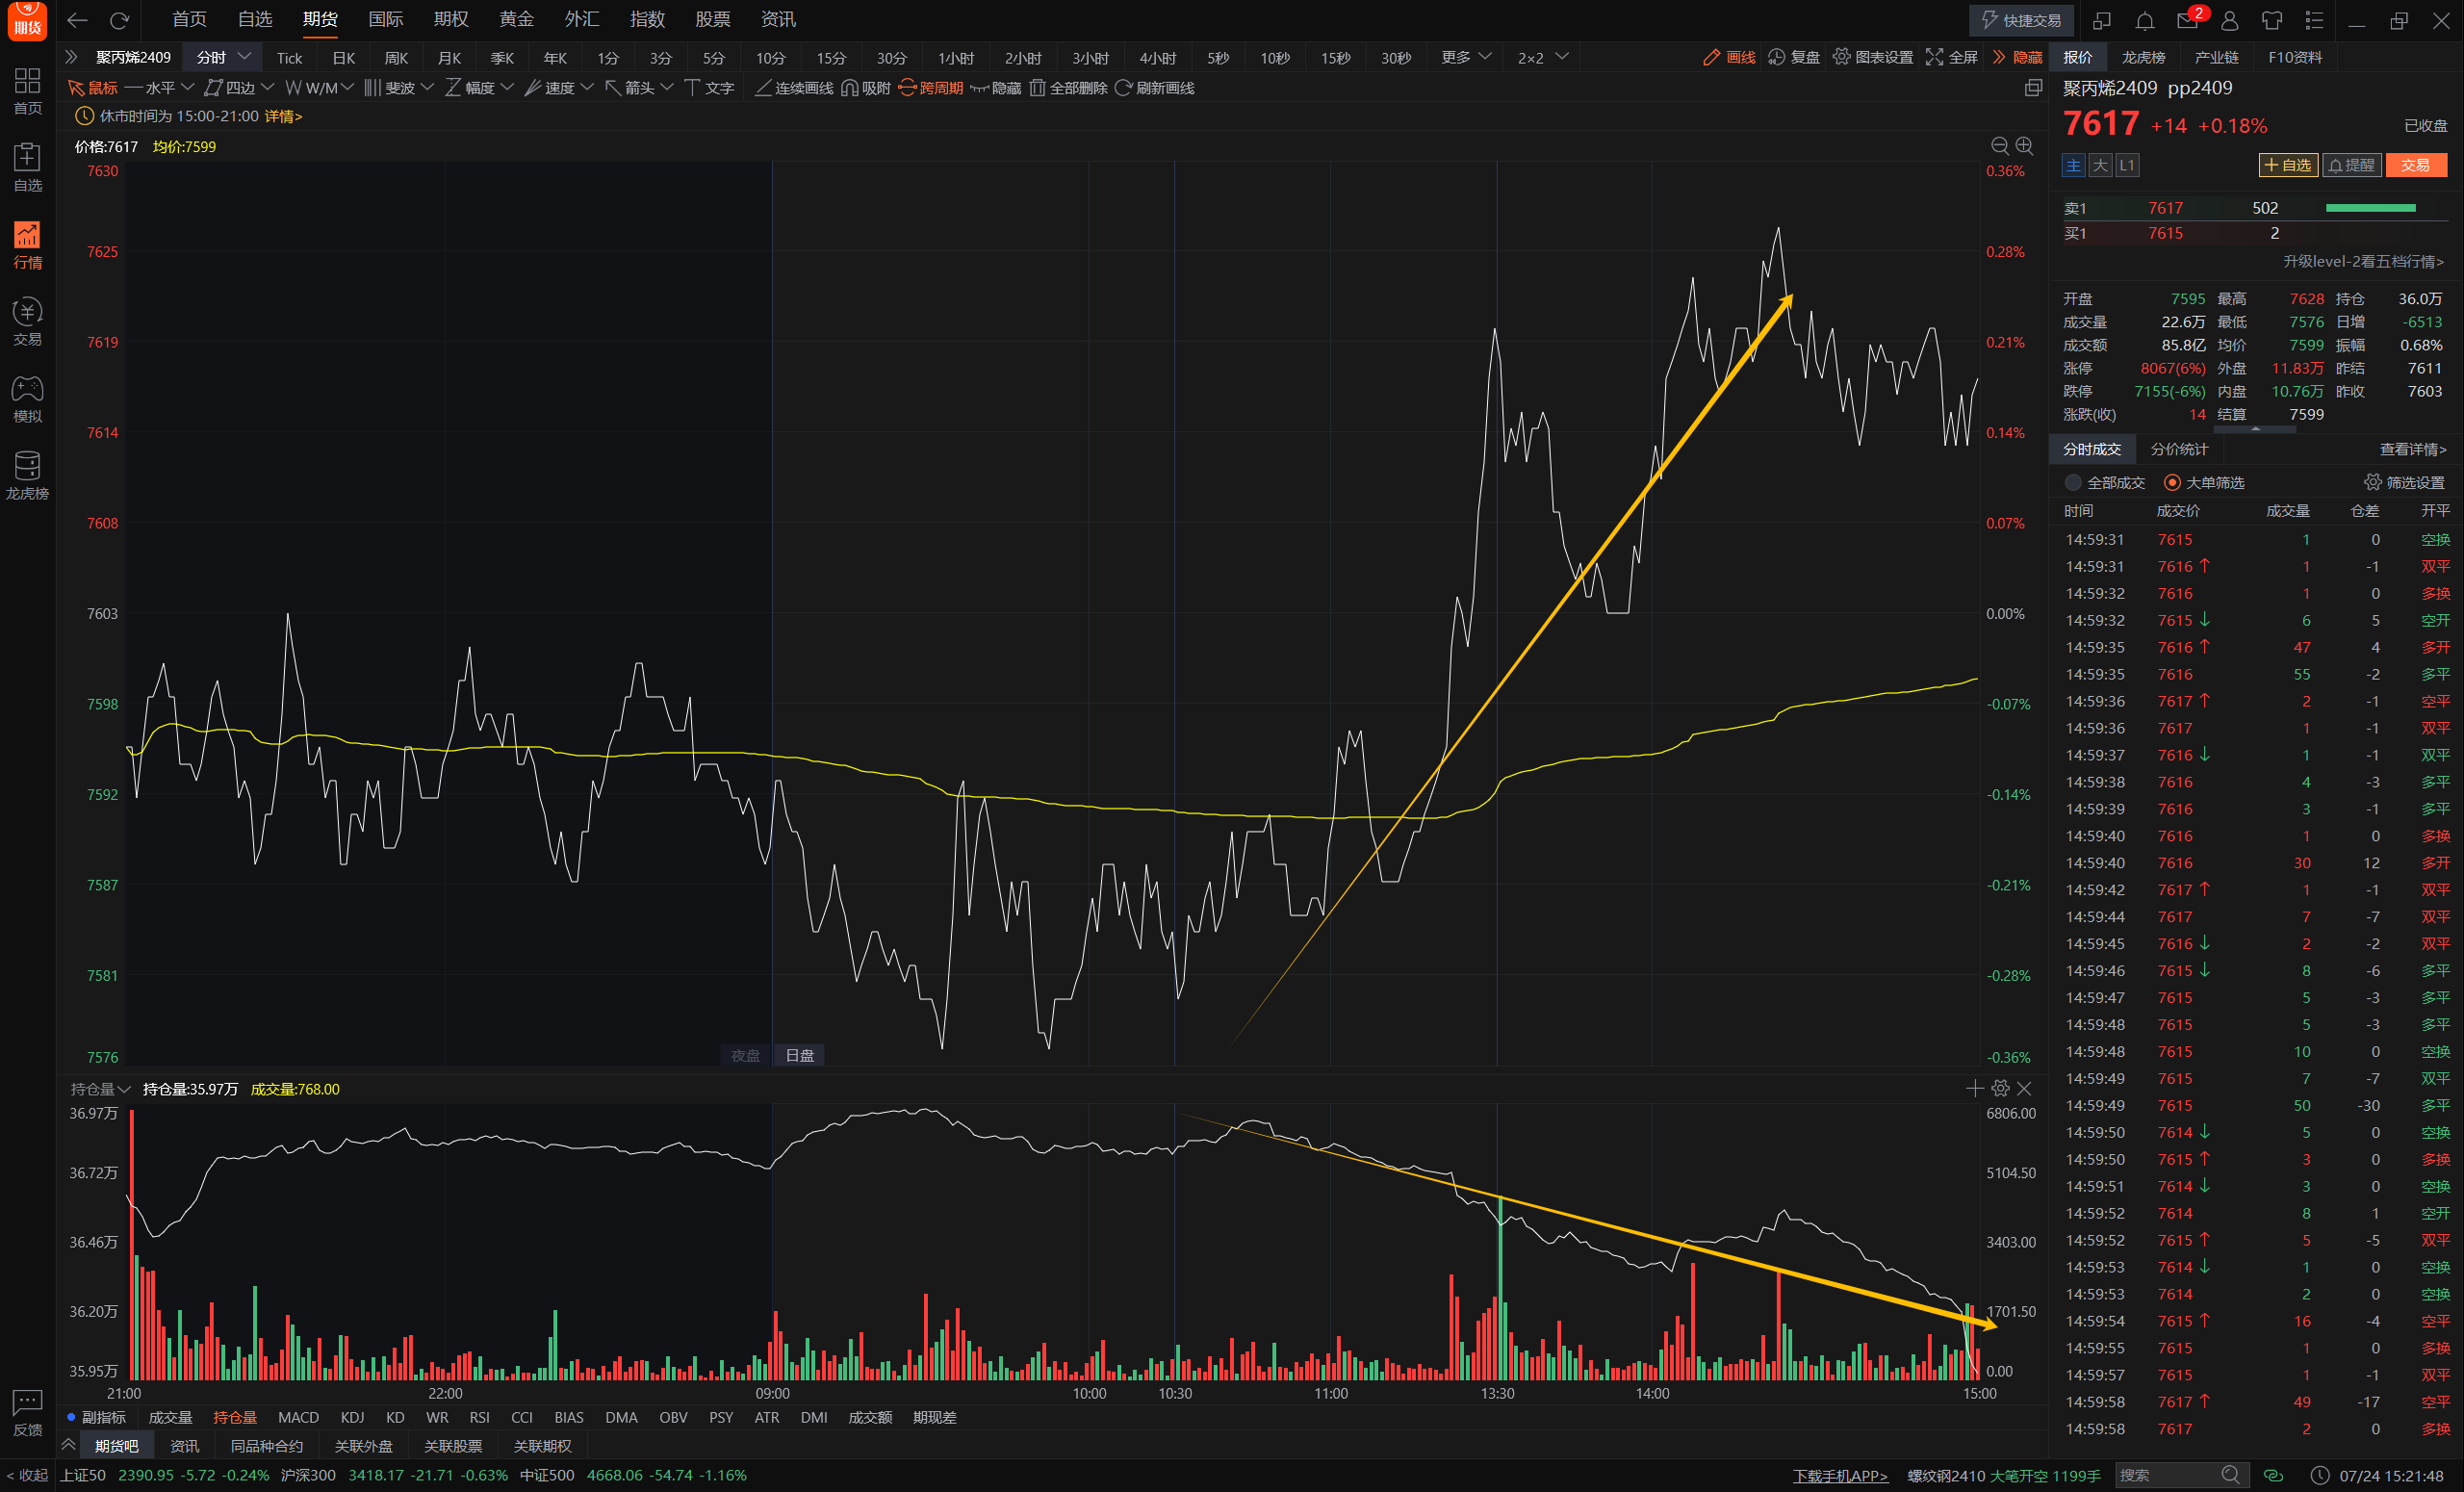 期货
首页 自选 期货 国际 期权 黄金 外汇 指数 股票 资讯
快捷交易
2
聚丙烯2409 分时 Tick 日K 周K 月K 季K 年K 1分 3分 5分 10分 15分 30分 1小时 2小时 3小时 4小时 5秒 10秒 15秒 30秒 更多 2×2
画线 复盘 图表设置 全屏 隐藏
报价 龙虎榜 产业链 F10资料
鼠标 水平 四边 W/M 斐波 幅度 速度 箭头 文字 连续画线 吸附 跨周期 隐藏 全部删除 刷新画线
休市时间为 15:00-21:00 详情>
价格:7617 均价:7599
首页
自选
行情
交易
模拟
龙虎榜
反馈
< 收起
7630 0.36%
7625 0.28%
7619 0.21%
7614 0.14%
7608 0.07%
7603 0.00%
7598 -0.07%
7592 -0.14%
7587 -0.21%
7581 -0.28%
7576 -0.36%
夜盘 日盘
持仓量 持仓量:35.97万 成交量:768.00
36.97万 6806.00
36.72万 5104.50
36.46万 3403.00
36.20万 1701.50
35.95万 0.00
21:00 22:00 09:00 10:00 10:30 11:00 13:30 14:00 15:00
副指标 成交量 持仓量 MACD KDJ KD WR RSI CCI BIAS DMA OBV PSY ATR DMI 成交额 期现差
期货吧 资讯 同品种合约 关联外盘 关联股票 关联期权
上证50 2390.95 -5.72 -0.24% 沪深300 3418.17 -21.71 -0.63% 中证500 4668.06 -54.74 -1.16%
下载手机APP> 螺纹钢2410 大笔开空 1199手 搜索 07/24 15:21:48
聚丙烯2409 pp2409
7617 +14 +0.18% 已收盘
主 大 L1 +自选 提醒 交易
卖1 7617 502
买1 7615 2
升级level-2看五档行情>
开盘 7595 最高 7628 持仓 36.0万
成交量 22.6万 最低 7576 日增 -6513
成交额 85.8亿 均价 7599 振幅 0.68%
涨停 8067(6%) 外盘 11.83万 昨结 7611
跌停 7155(-6%) 内盘 10.76万 昨收 7603
涨跌(收) 14 结算 7599
分时成交 分价统计 查看详情>
全部成交 大单筛选 筛选设置
时间 成交价 成交量 仓差 开平
14:59:31 7615 1 0 空换
14:59:31 7616↑ 1 -1 双平
14:59:32 7616 1 0 多换
14:59:32 7615↓ 6 5 空开
14:59:35 7616↑ 47 4 多开
14:59:35 7616 55 -2 多平
14:59:36 7617↑ 2 -1 空平
14:59:36 7617 1 -1 双平
14:59:37 7616↓ 1 -1 双平
14:59:38 7616 4 -3 多平
14:59:39 7616 3 -1 多平
14:59:40 7616 1 0 多换
14:59:40 7616 30 12 多开
14:59:42 7617↑ 1 -1 双平
14:59:44 7617 7 -7 双平
14:59:45 7616↓ 2 -2 双平
14:59:46 7615↓ 8 -6 多平
14:59:47 7615 5 -3 多平
14:59:48 7615 5 -3 多平
14:59:48 7615 10 0 空换
14:59:49 7615 7 -7 双平
14:59:49 7615 50 -30 多平
14:59:50 7614↓ 5 0 空换
14:59:50 7615↑ 3 0 多换
14:59:51 7614↓ 3 0 空换
14:59:52 7614 8 1 空开
14:59:52 7615↑ 5 -5 双平
14:59:53 7614↓ 1 0 空换
14:59:53 7614 2 0 空换
14:59:54 7615↑ 16 -4 空平
14:59:55 7615 1 0 多换
14:59:57 7615 1 -1 双平
14:59:58 7617↑ 49 -17 空平
14:59:58 7617 2 0 多换